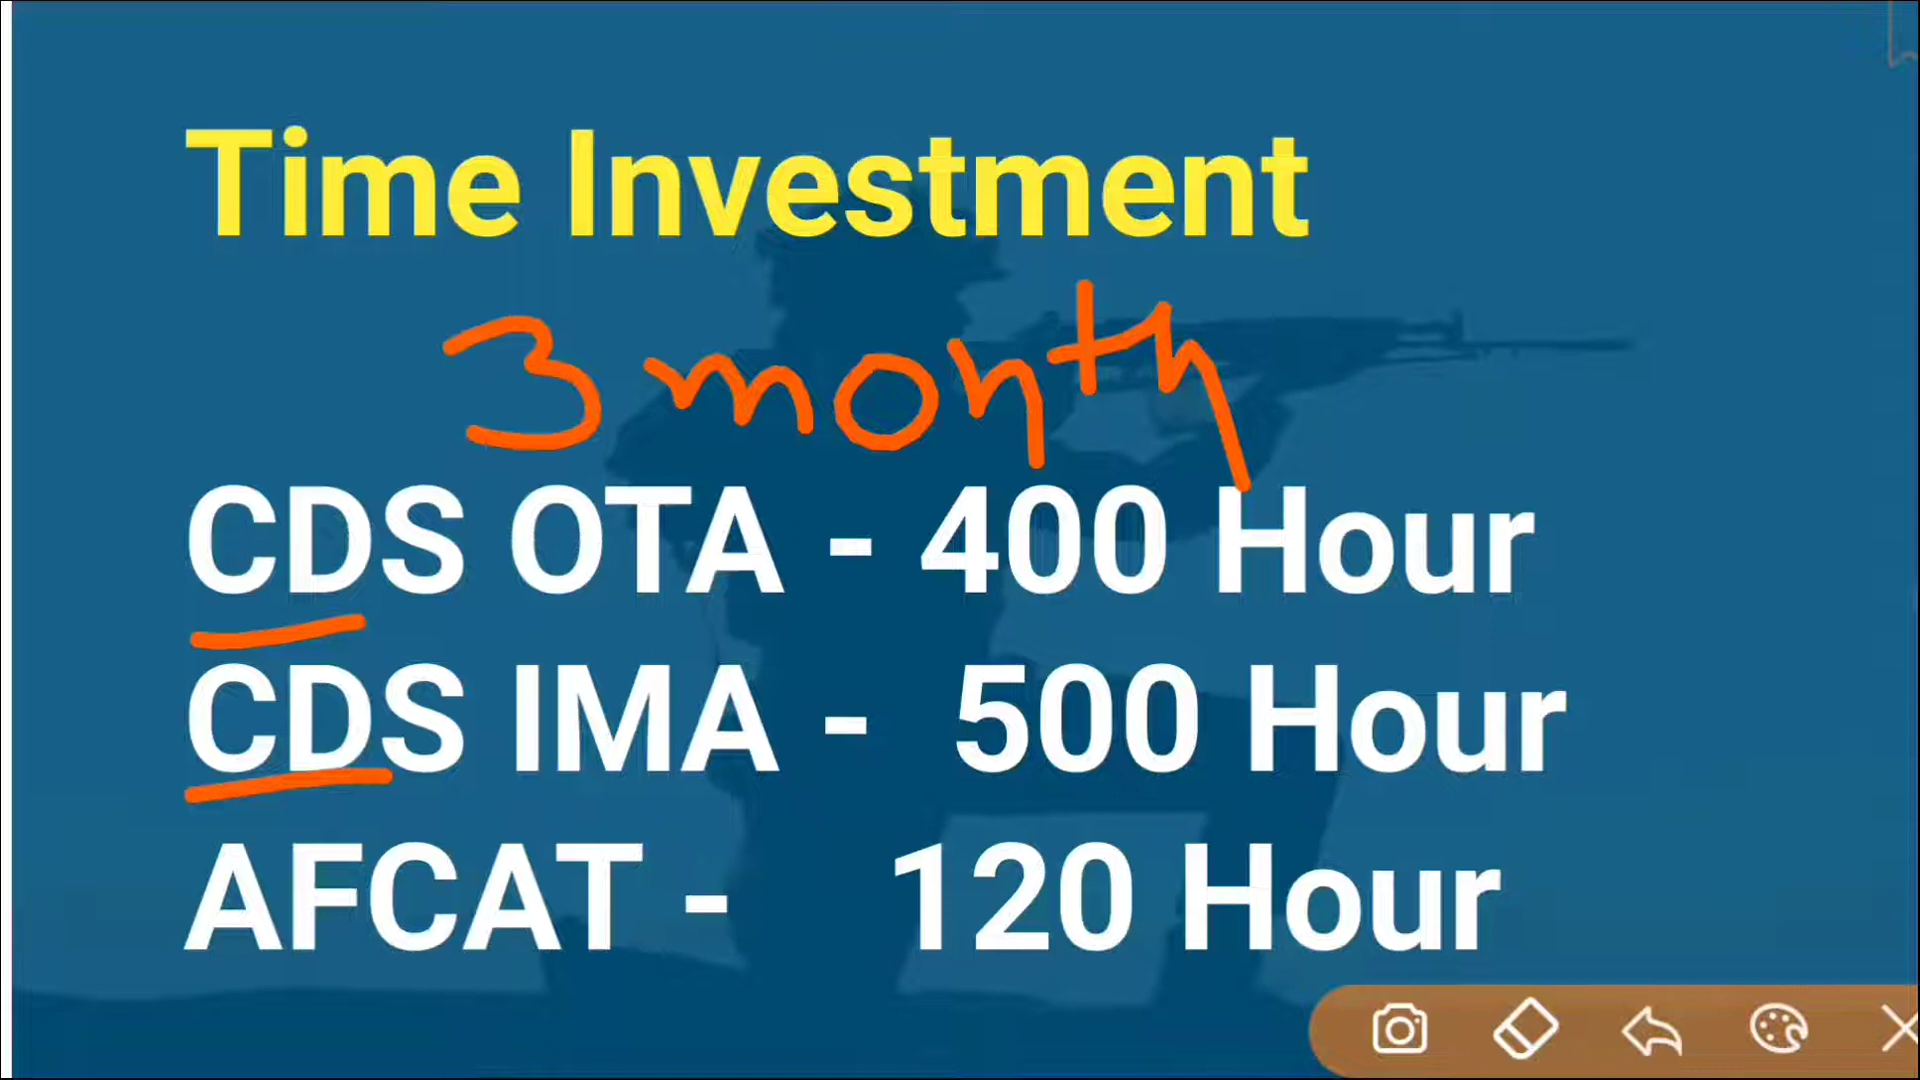 Time Investment
3 month
CDS OTA - 400 Hour
CDS IMA - 500 Hour
AFCAT - 120 Hour